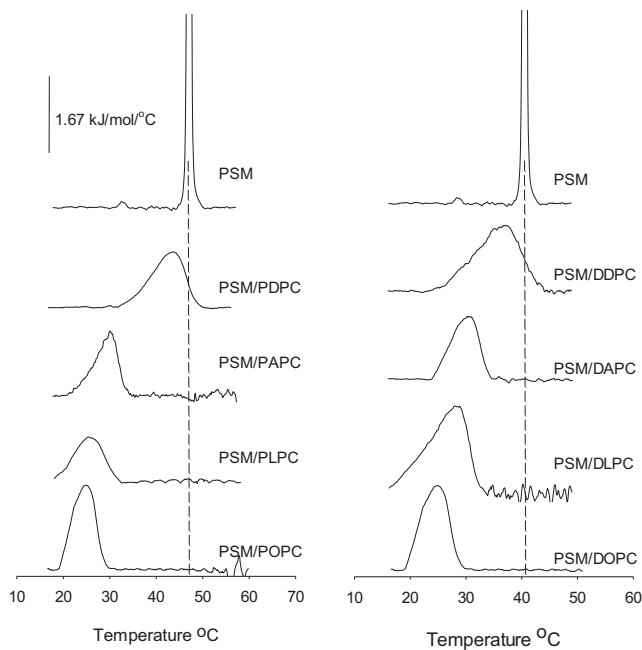 1.67 kJ/mol/°C
PSM
PSM/PDPC
PSM/PAPC
PSM/PLPC
PSM/POPC
10 20 30 40 50 60 70
Temperature °C
PSM
PSM/DDPC
PSM/DAPC
PSM/DLPC
PSM/DOPC
10 20 30 40 50 60
Temperature °C